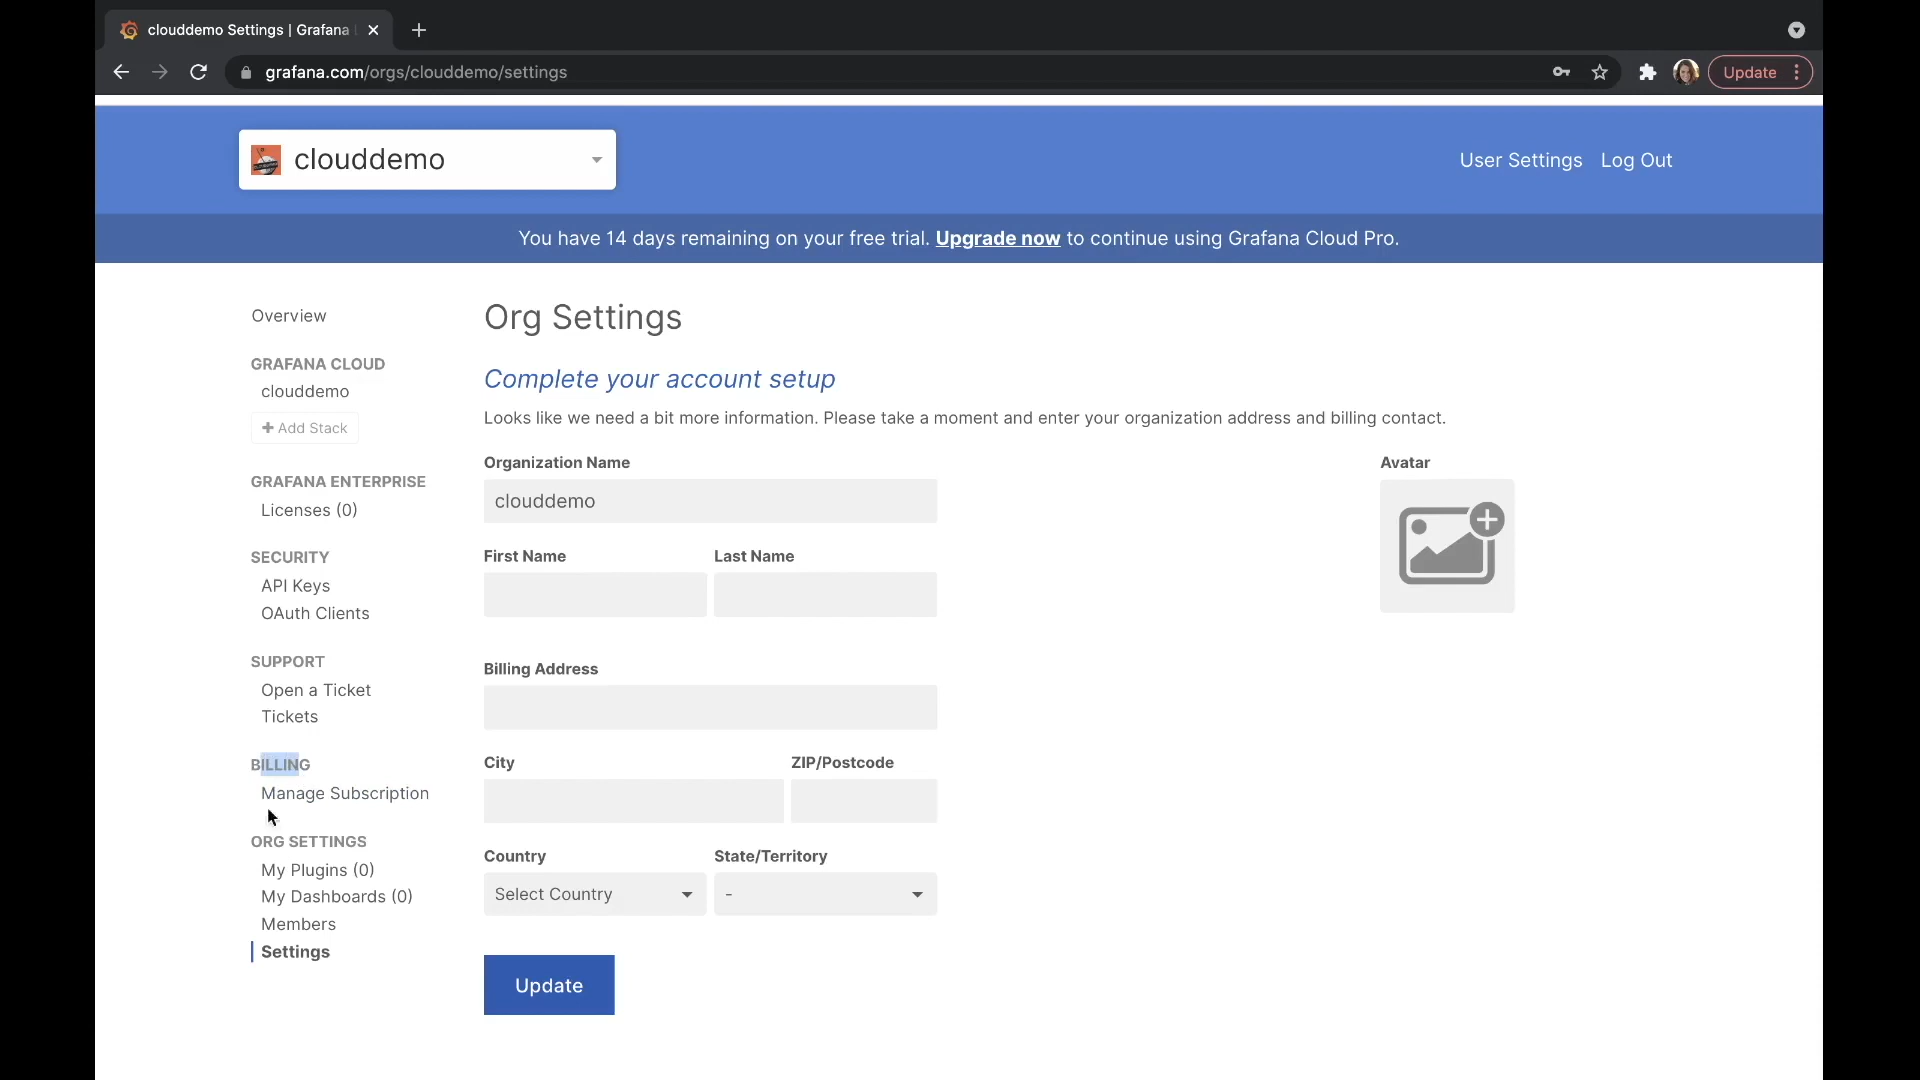 clouddemo Settings | Grafana
grafana.com/orgs/clouddemo/settings
Update
clouddemo
User Settings
Log Out
You have 14 days remaining on your free trial. Upgrade now to continue using Grafana Cloud Pro.
Overview
GRAFANA CLOUD
clouddemo
+ Add Stack
GRAFANA ENTERPRISE
Licenses (0)
SECURITY
API Keys
OAuth Clients
SUPPORT
Open a Ticket
Tickets
BILLING
Manage Subscription
ORG SETTINGS
My Plugins (0)
My Dashboards (0)
Members
Settings
Org Settings
Complete your account setup
Looks like we need a bit more information. Please take a moment and enter your organization address and billing contact.
Organization Name
clouddemo
First Name
Last Name
Billing Address
City
ZIP/Postcode
Country
State/Territory
Select Country
-
Update
Avatar